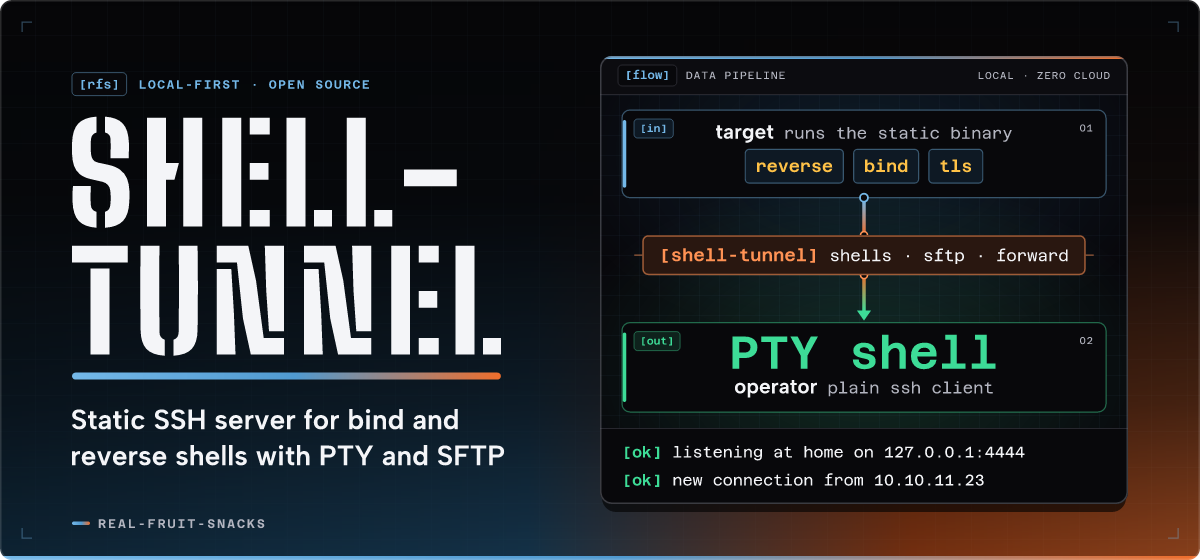 [rfs] LOCAL-FIRST · OPEN SOURCE
SHELL-
TUNNEL
Static SSH server for bind and
reverse shells with PTY and SFTP
REAL-FRUIT-SNACKS
[flow] DATA PIPELINE
LOCAL · ZERO CLOUD
[in]
target runs the static binary
01
reverse
bind
tls
[shell-tunnel] shells · sftp · forward
[out]
PTY shell
02
operator plain ssh client
[ok] listening at home on 127.0.0.1:4444
[ok] new connection from 10.10.11.23